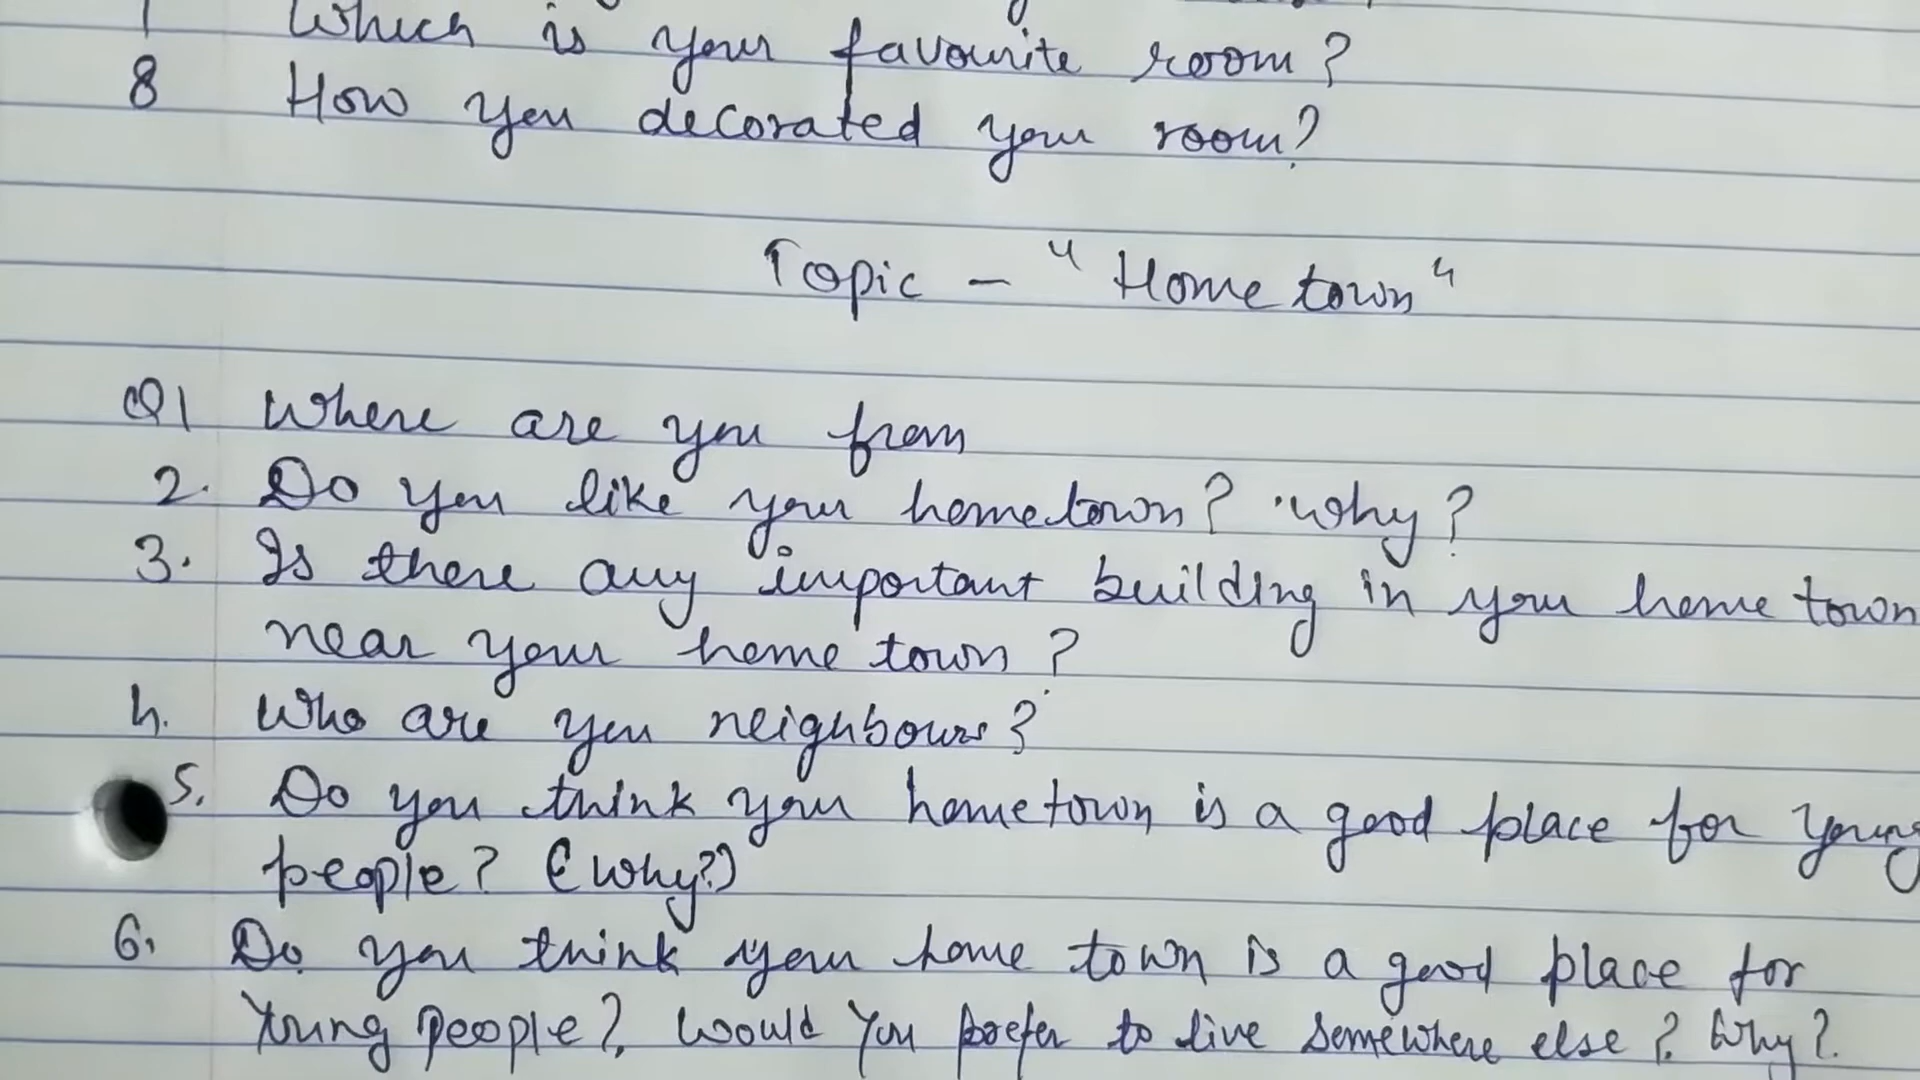 Which is your favourite room?
8 How you decorated your room?
Topic - "Home town"
Q1 Where are you from
2. Do you like your hometown? why?
3. Is there any important building in your home town
near your home town?
4. Who are you neighbours?
5. Do you think your hometown is a good place for young
people? (Why?)
6. Do you think your home town is a good place for
young people?, Would you prefer to live somewhere else? Why?